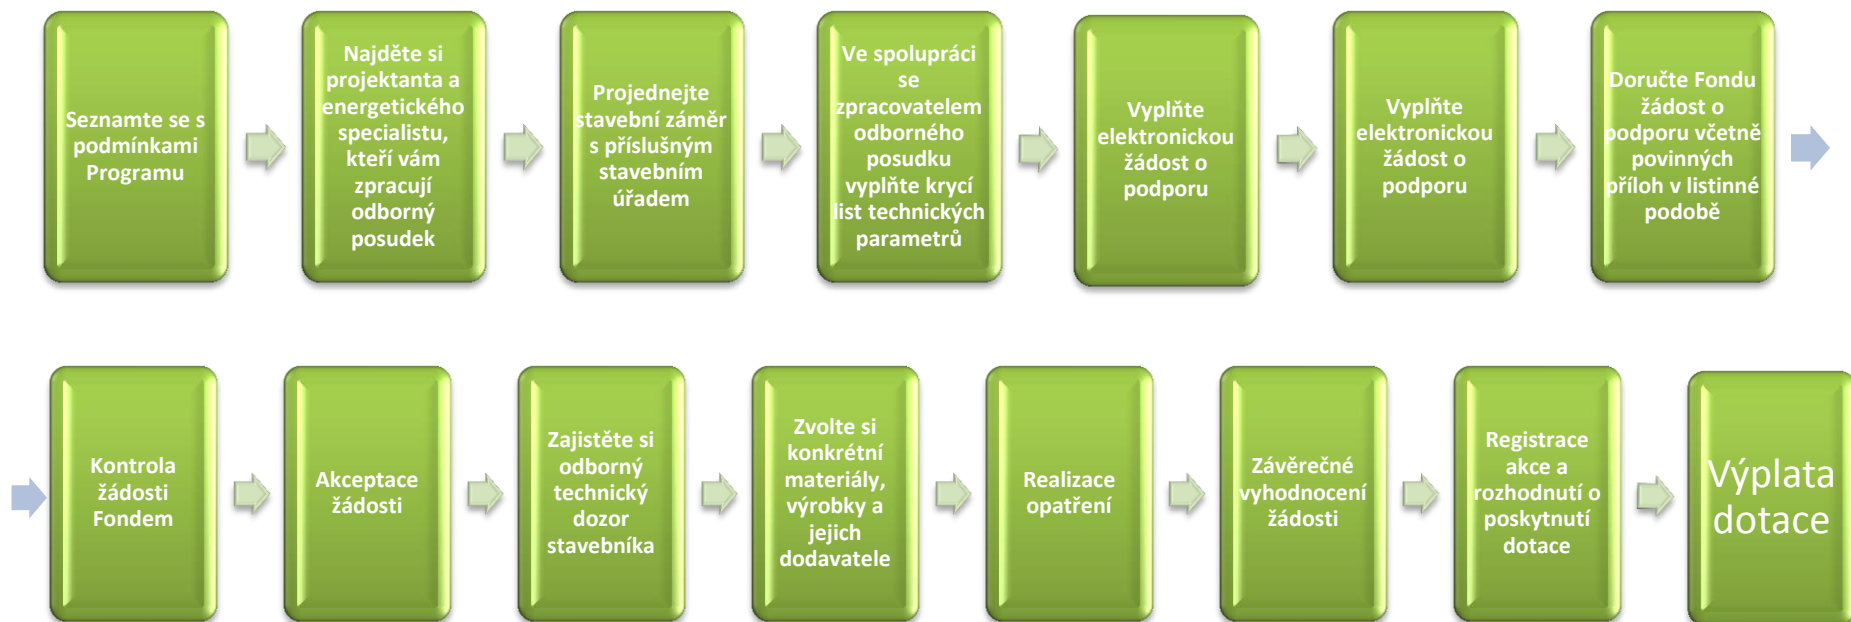 Seznamte se s
podmínkami
Programu
Najděte si
projektanta a
energetického
specialistu,
kteří vám
zpracují
odborný
posudek
Projednejte
stavební záměr
s příslušným
stavebním
úřadem
Ve spolupráci
se
zpracovatelem
odborného
posudku
vyplňte krycí
list technických
parametrů
Vyplňte
elektronickou
žádost o
podporu
Vyplňte
elektronickou
žádost o
podporu
Doručte Fondu
žádost o
podporu včetně
povinných
příloh v listinné
podobě
Kontrola
žádosti
Fondem
Akceptace
žádosti
Zajistěte si
odborný
technický
dozor
stavebníka
Zvolte si
konkrétní
materiály,
výrobky a
jejich
dodavatele
Realizace
opatření
Závěrečné
vyhodnocení
žádosti
Registrace
akce a
rozhodnutí o
poskytnutí
dotace
Výplata
dotace